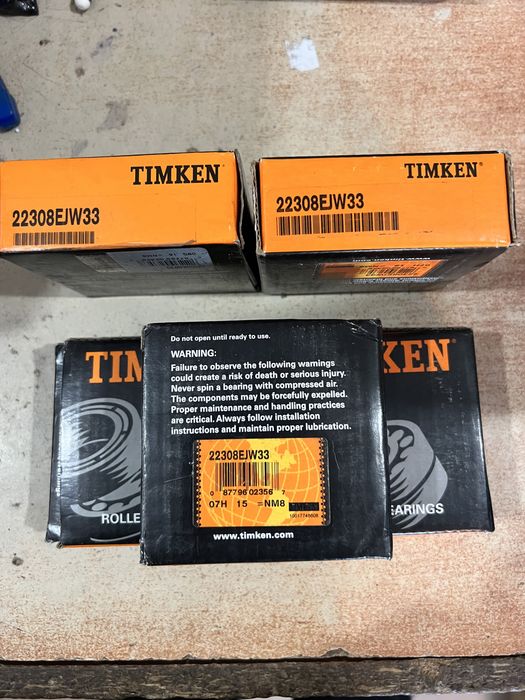 TIMKEN
22308EJW33
TIMKEN
22308EJW33
www.timken.com
TIM
ROLLE
Do not open until ready to use.
WARNING:
Failure to observe the following warnings
could create a risk of death or serious injury.
Never spin a bearing with compressed air.
The components may be forcefully expelled.
Proper maintenance and handling practices
are critical. Always follow installation
instructions and maintain proper lubrication.
22308EJW33
0 87796 02356 7
07H 15 =NM8
www.timken.com
KEN
EARINGS